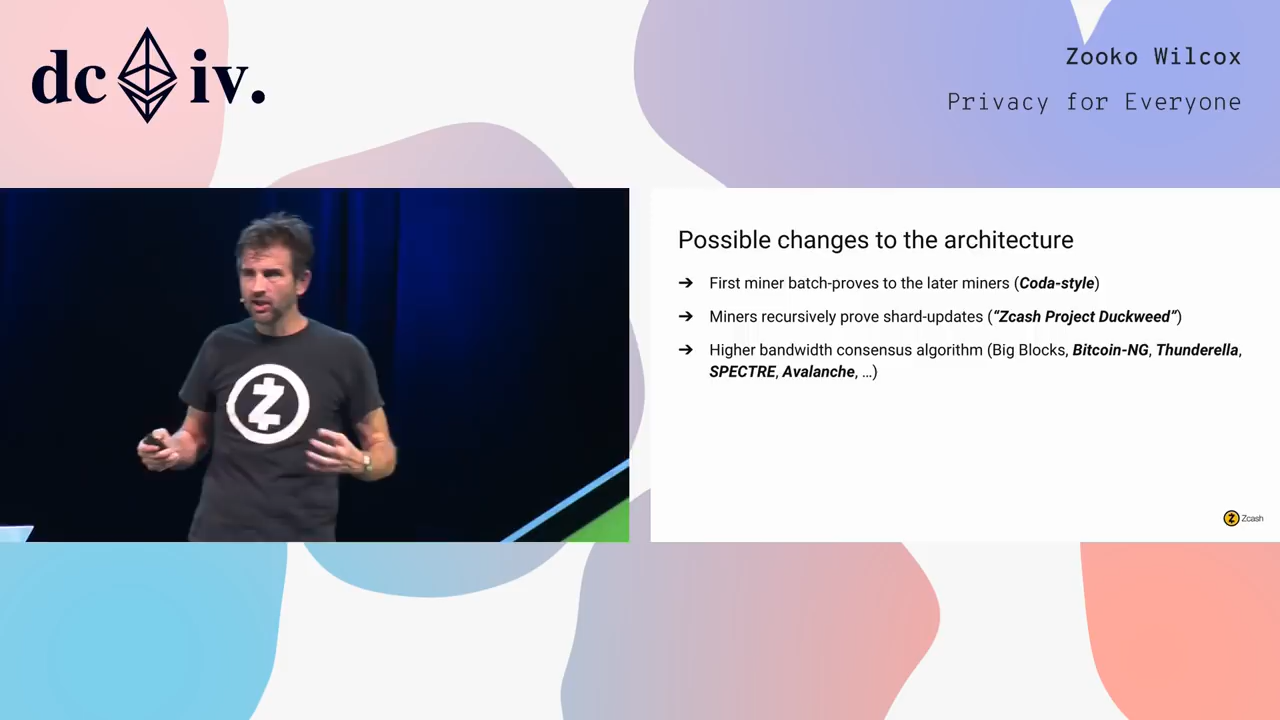 dc iv.
Zooko Wilcox
Privacy for Everyone
Possible changes to the architecture
➔ First miner batch-proves to the later miners (Coda-style)
➔ Miners recursively prove shard-updates (“Zcash Project Duckweed”)
➔ Higher bandwidth consensus algorithm (Big Blocks, Bitcoin-NG, Thunderella,
SPECTRE, Avalanche, …)
Zcash